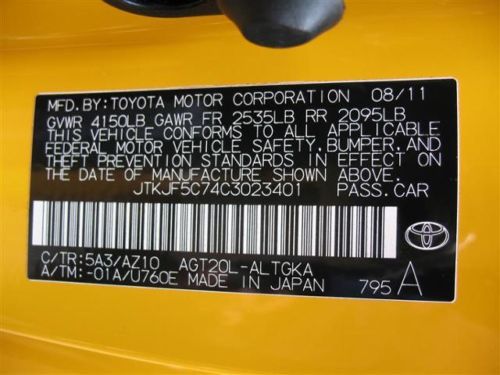 MFD.BY: TOYOTA MOTOR CORPORATION 08/11
GVWR 4150LB GAWR FR 2535LB RR 2095LB
THIS VEHICLE CONFORMS TO ALL APPLICABLE
FEDERAL MOTOR VEHICLE SAFETY, BUMPER, AND
THEFT PREVENTION STANDARDS IN EFFECT ON
THE DATE OF MANUFACTURE SHOWN ABOVE.
JTKJF5C74C3023401 PASS.CAR
C/TR: 5A3/AZ10 AGT20L-ALTGKA
A/TM: -01A/U760E MADE IN JAPAN 795 A